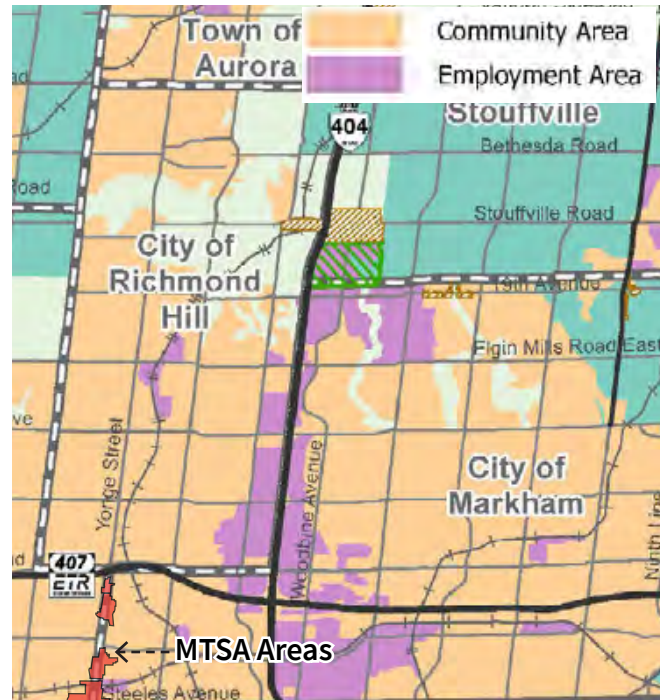 Town of
Aurora
Community Area
Employment Area
404
Stouffville
Bethesda Road
Road
Stouffville Road
City of
Richmond
Hill
19th Avenue
Elgin Mills Road East
ve
Yonge Street
Woodbine Avenue
City of
Markham
Ninth Line
d
407
ETR
MTSA Areas
Steeles Avenue